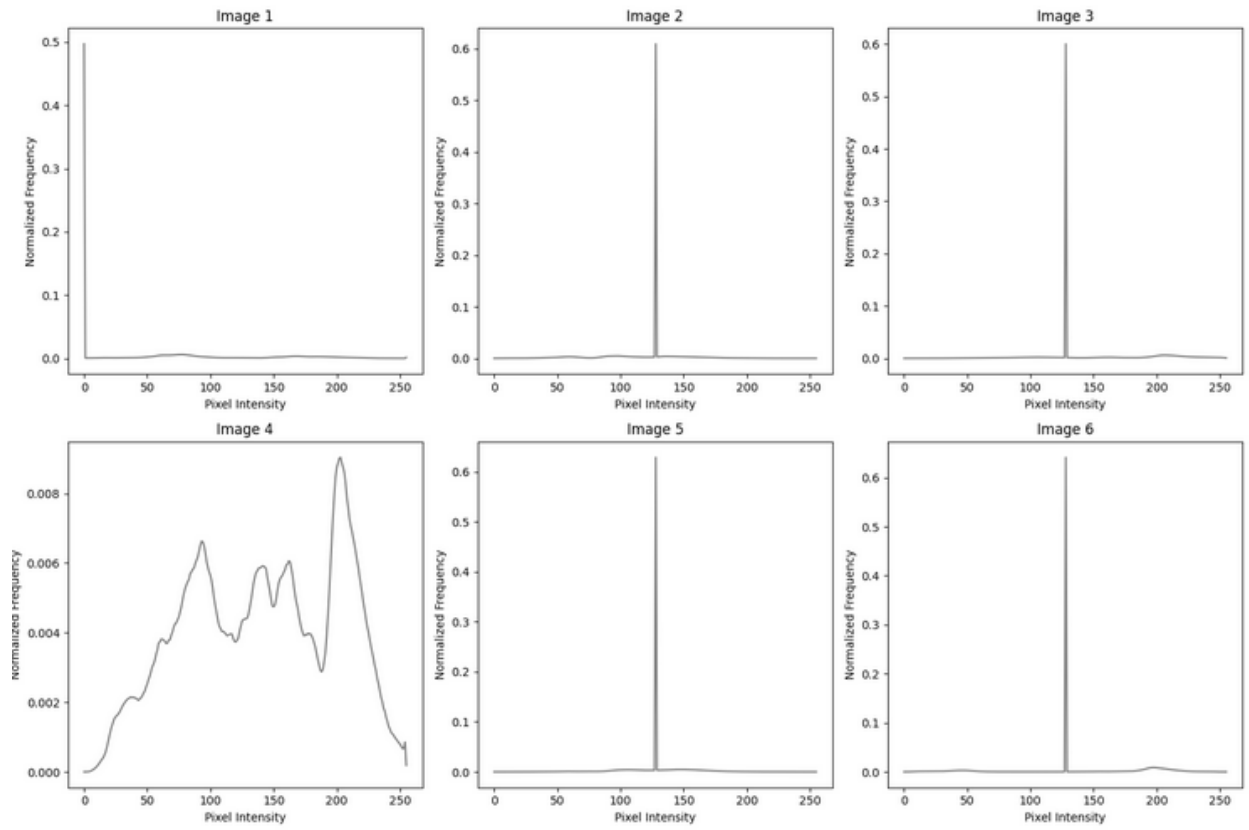 Image 1
Normalized Frequency
0.5
0.4
0.3
0.2
0.1
0.0
0 50 100 150 200 250
Pixel Intensity
Image 2
Normalized Frequency
0.6
0.5
0.4
0.3
0.2
0.1
0.0
0 50 100 150 200 250
Pixel Intensity
Image 3
Normalized Frequency
0.6
0.5
0.4
0.3
0.2
0.1
0.0
0 50 100 150 200 250
Pixel Intensity
Image 4
Normalized Frequency
0.008
0.006
0.004
0.002
0.000
0 50 100 150 200 250
Pixel Intensity
Image 5
Normalized Frequency
0.6
0.5
0.4
0.3
0.2
0.1
0.0
0 50 100 150 200 250
Pixel Intensity
Image 6
Normalized Frequency
0.6
0.5
0.4
0.3
0.2
0.1
0.0
0 50 100 150 200 250
Pixel Intensity